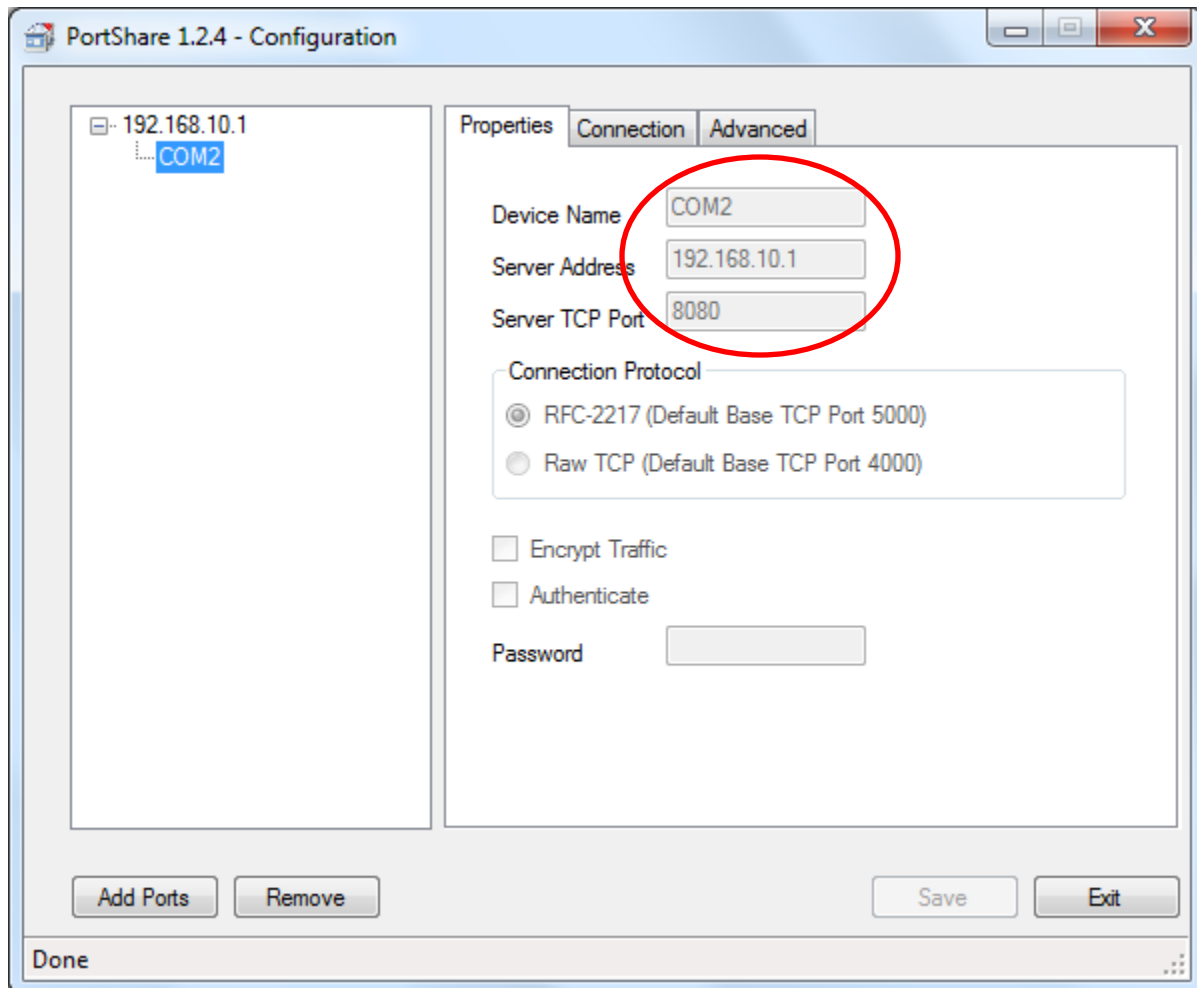 PortShare 1.2.4 - Configuration
192.168.10.1
COM2
Properties Connection Advanced
Device Name COM2
Server Address 192.168.10.1
Server TCP Port 8080
Connection Protocol
RFC-2217 (Default Base TCP Port 5000)
Raw TCP (Default Base TCP Port 4000)
Encrypt Traffic
Authenticate
Password
Add Ports Remove Save Exit
Done